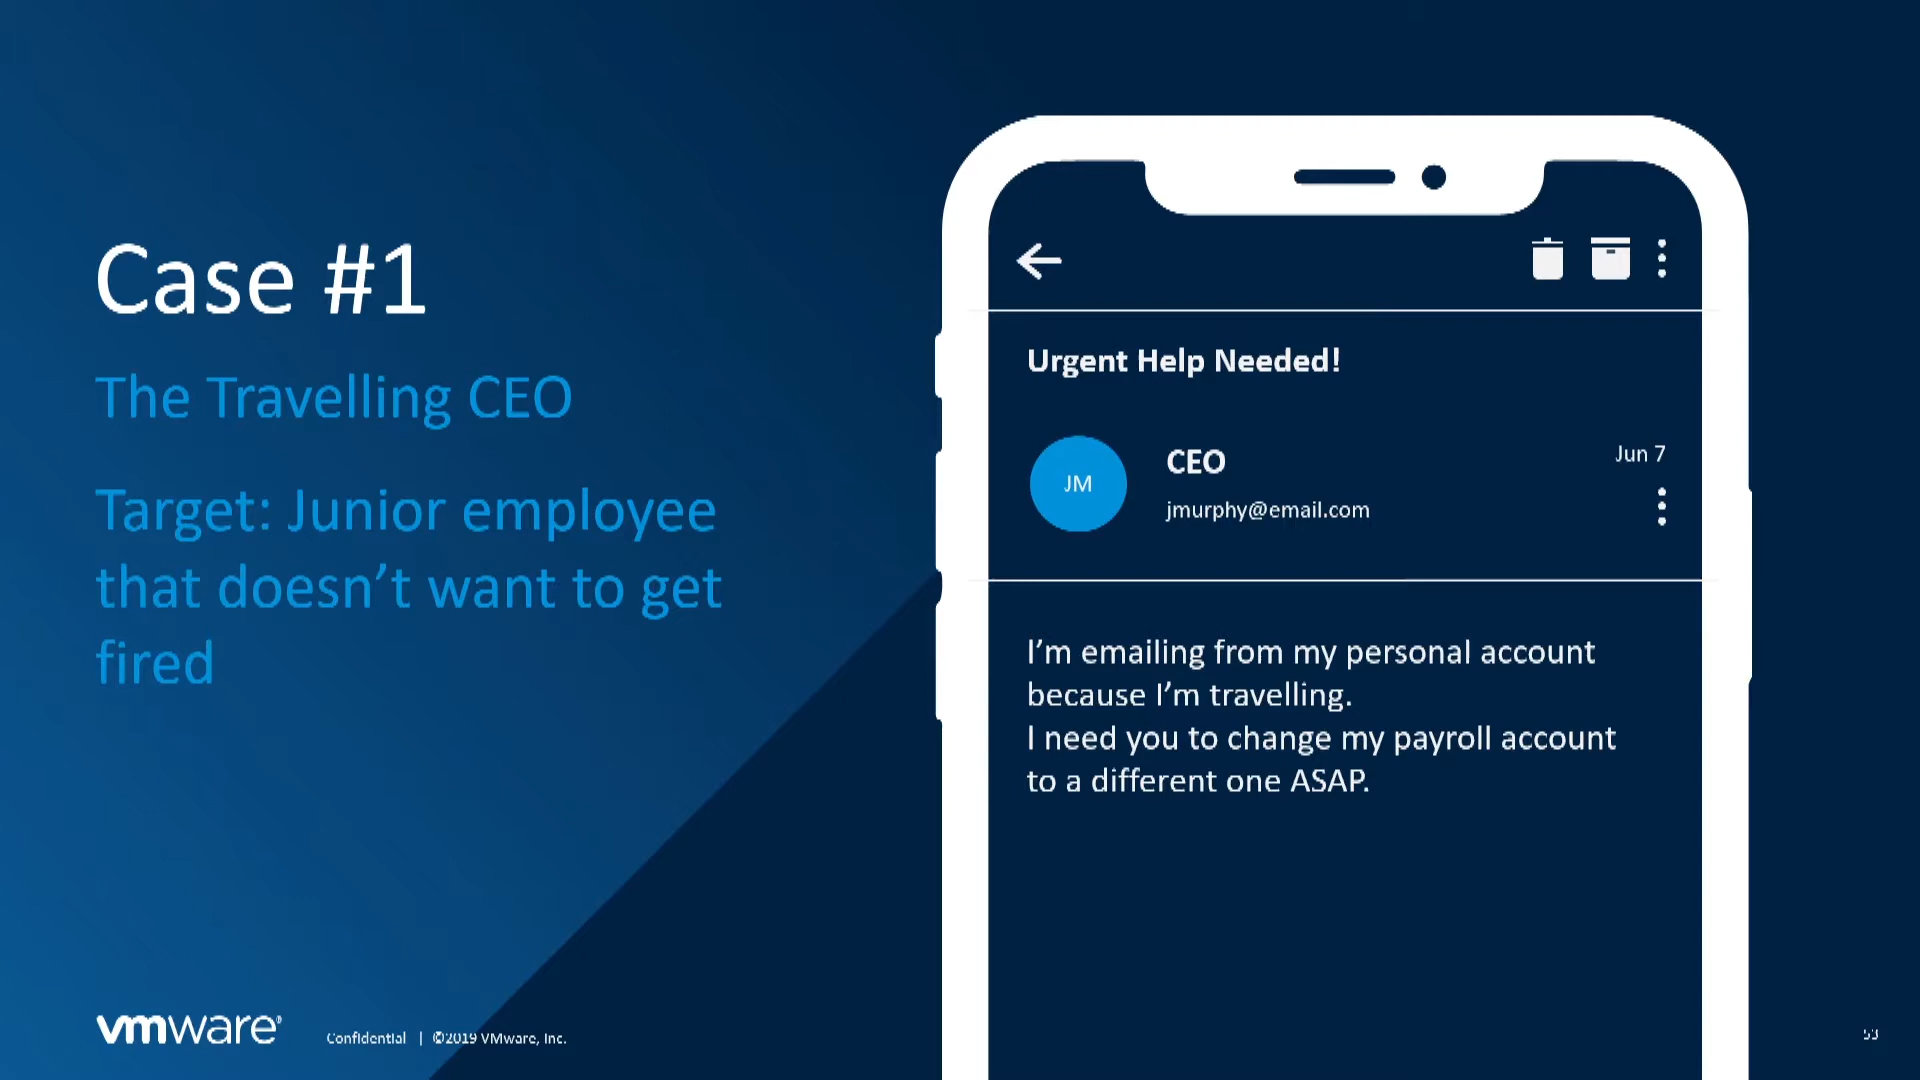 Case #1
The Travelling CEO
Target: Junior employee
that doesn’t want to get
fired
Urgent Help Needed!
JM
CEO
Jun 7
jmurphy@email.com
I’m emailing from my personal account
because I’m travelling.
I need you to change my payroll account
to a different one ASAP.
vmware®
Confidential | ©2019 VMware, Inc.
53